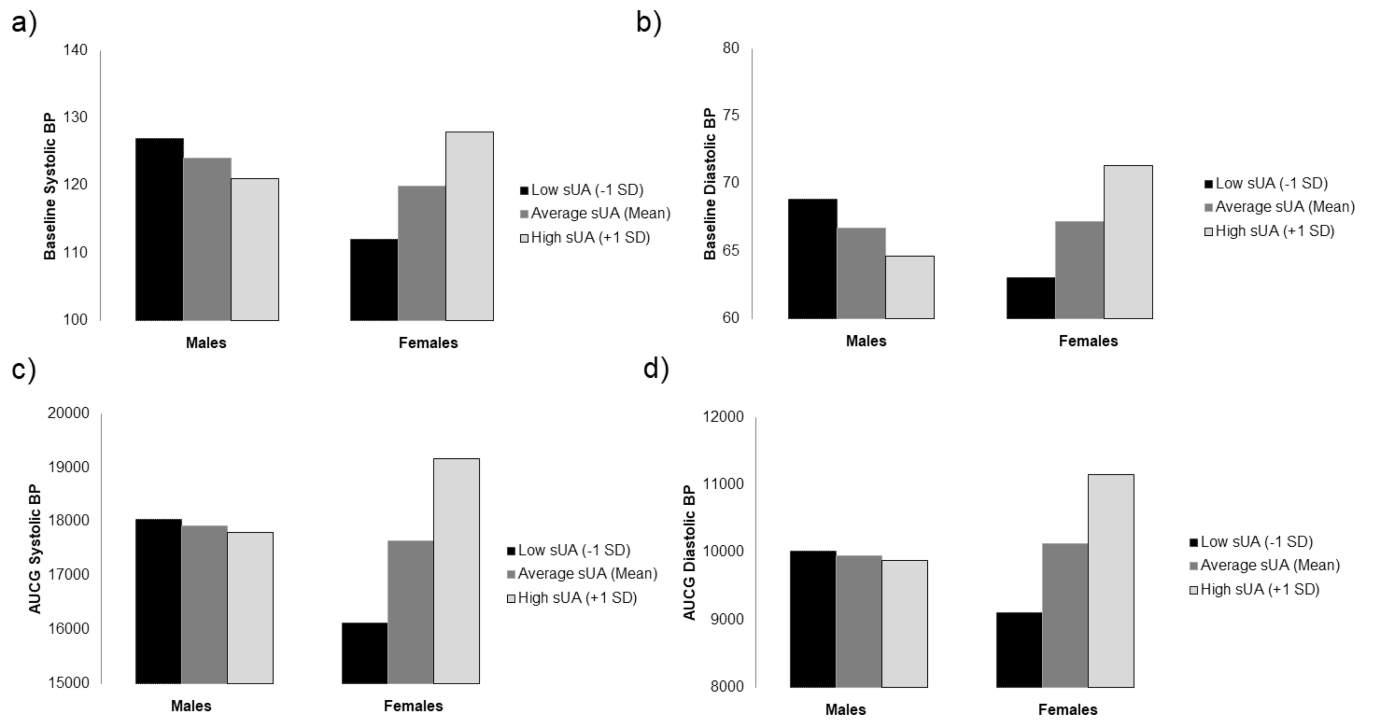 a)
140
130
120
110
100
Baseline Systolic BP
Males
Females
Low sUA (-1 SD)
Average sUA (Mean)
High sUA (+1 SD)
b)
80
75
70
65
60
Baseline Diastolic BP
Males
Females
Low sUA (-1 SD)
Average sUA (Mean)
High sUA (+1 SD)
c)
20000
19000
18000
17000
16000
15000
AUCG Systolic BP
Males
Females
Low sUA (-1 SD)
Average sUA (Mean)
High sUA (+1 SD)
d)
12000
11000
10000
9000
8000
AUCG Diastolic BP
Males
Females
Low sUA (-1 SD)
Average sUA (Mean)
High sUA (+1 SD)